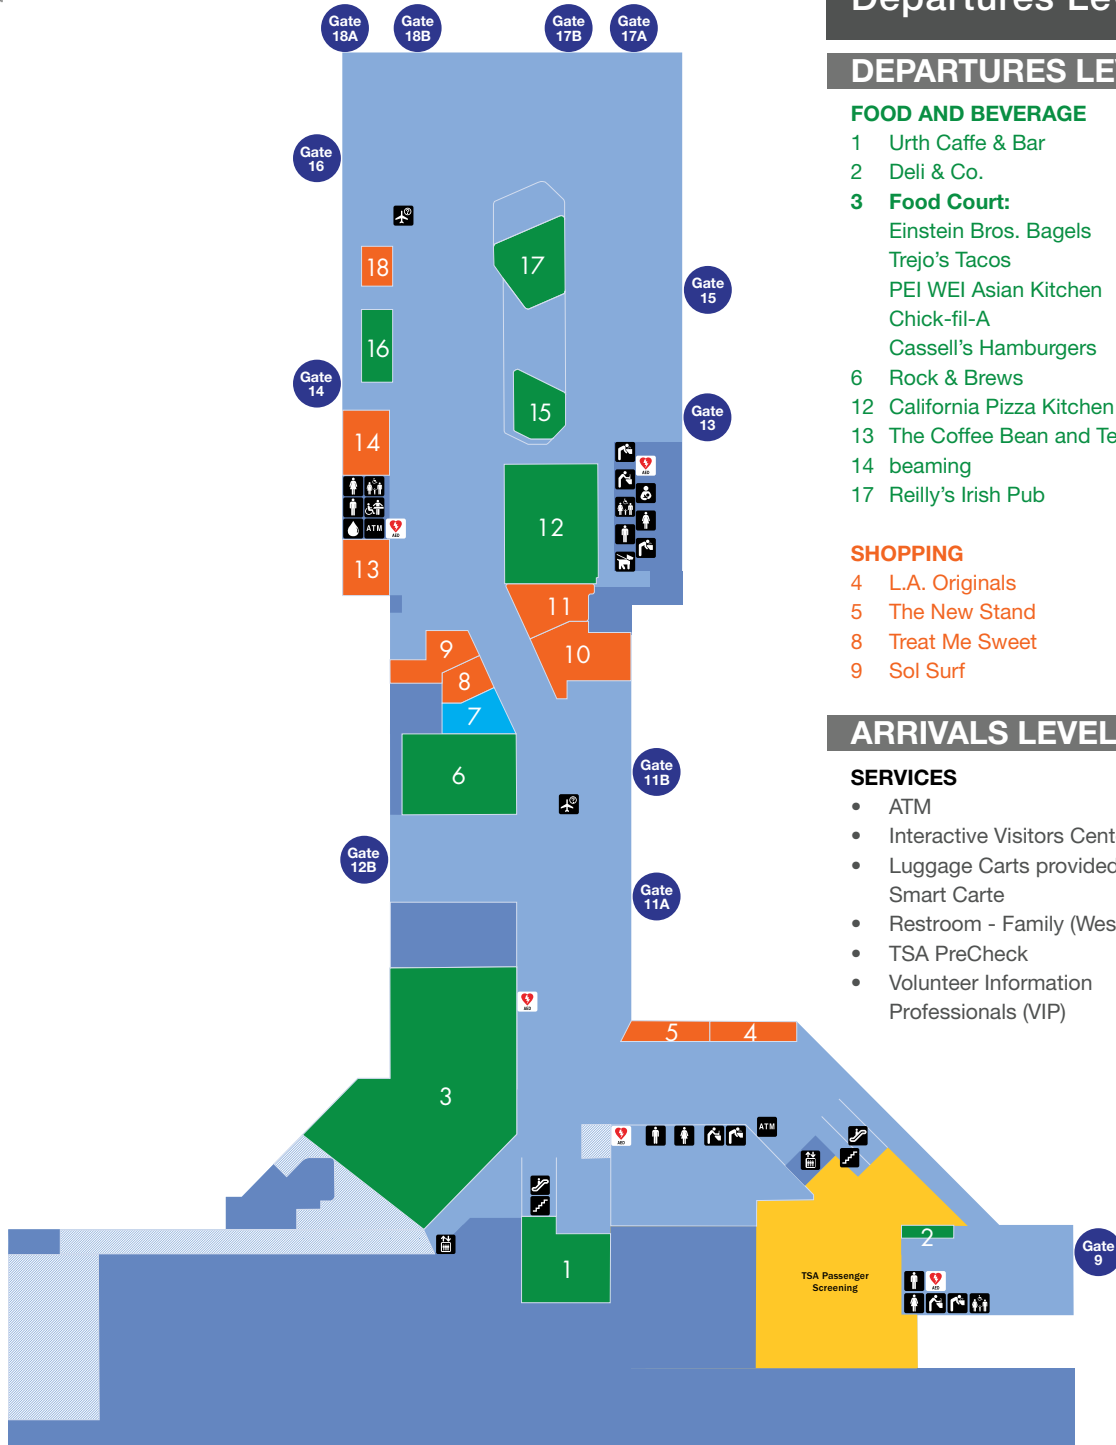 Departures Le
DEPARTURES LE
FOOD AND BEVERAGE
1 Urth Caffe & Bar
2 Deli & Co.
3 Food Court:
Einstein Bros. Bagels
Trejo's Tacos
PEI WEI Asian Kitchen
Chick-fil-A
Cassell's Hamburgers
6 Rock & Brews
12 California Pizza Kitchen
13 The Coffee Bean and Te
14 beaming
17 Reilly's Irish Pub
SHOPPING
4 L.A. Originals
5 The New Stand
8 Treat Me Sweet
9 Sol Surf
ARRIVALS LEVEL
SERVICES
• ATM
• Interactive Visitors Cent
• Luggage Carts provided
Smart Carte
• Restroom - Family (Wes
• TSA PreCheck
• Volunteer Information
Professionals (VIP)
Gate
18A
Gate
18B
Gate
17B
Gate
17A
Gate
16
18
17
Gate
15
16
Gate
14
15
Gate
13
14
AED
ATM
AED
12
13
11
10
9
8
7
6
Gate
11B
Gate
12B
Gate
11A
AED
5
4
3
AED
ATM
1
2
Gate
9
TSA Passenger
Screening
AED